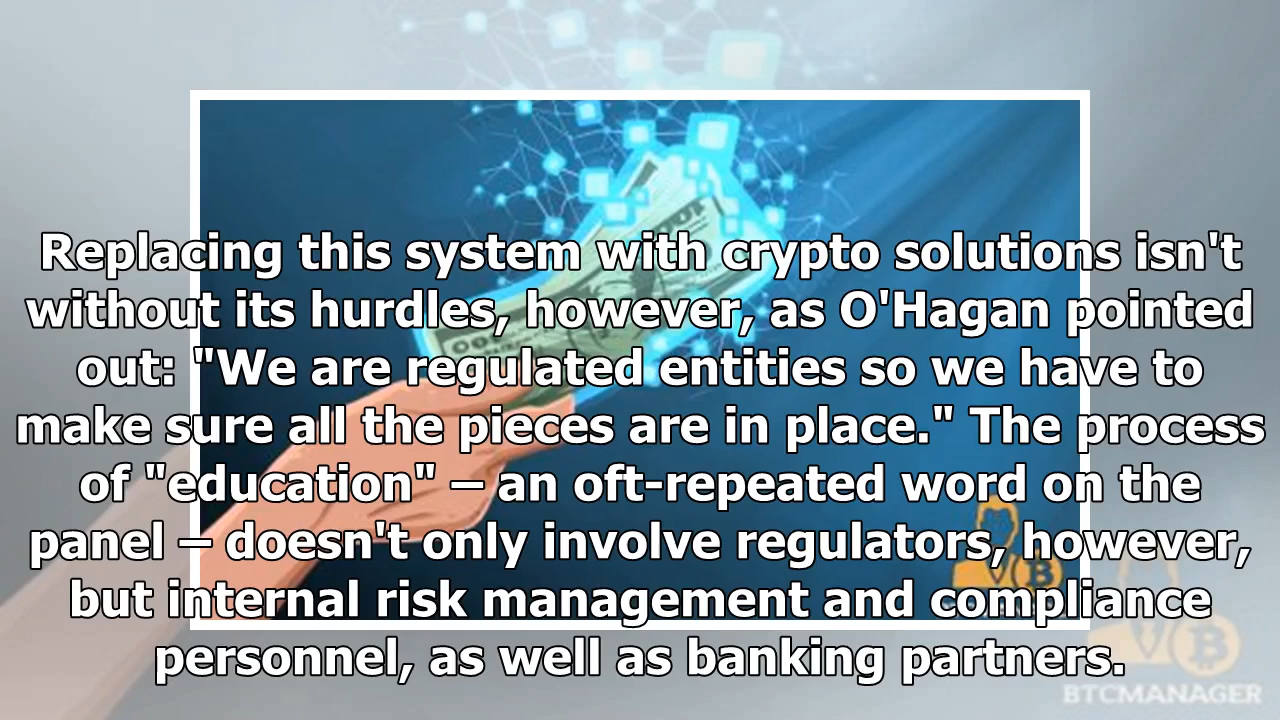 Replacing this system with crypto solutions isn't
without its hurdles, however, as O'Hagan pointed
out: "We are regulated entities so we have to
make sure all the pieces are in place." The process
of "education" – an oft-repeated word on the
panel – doesn't only involve regulators, however,
but internal risk management and compliance
personnel, as well as banking partners.
BTCMANAGER